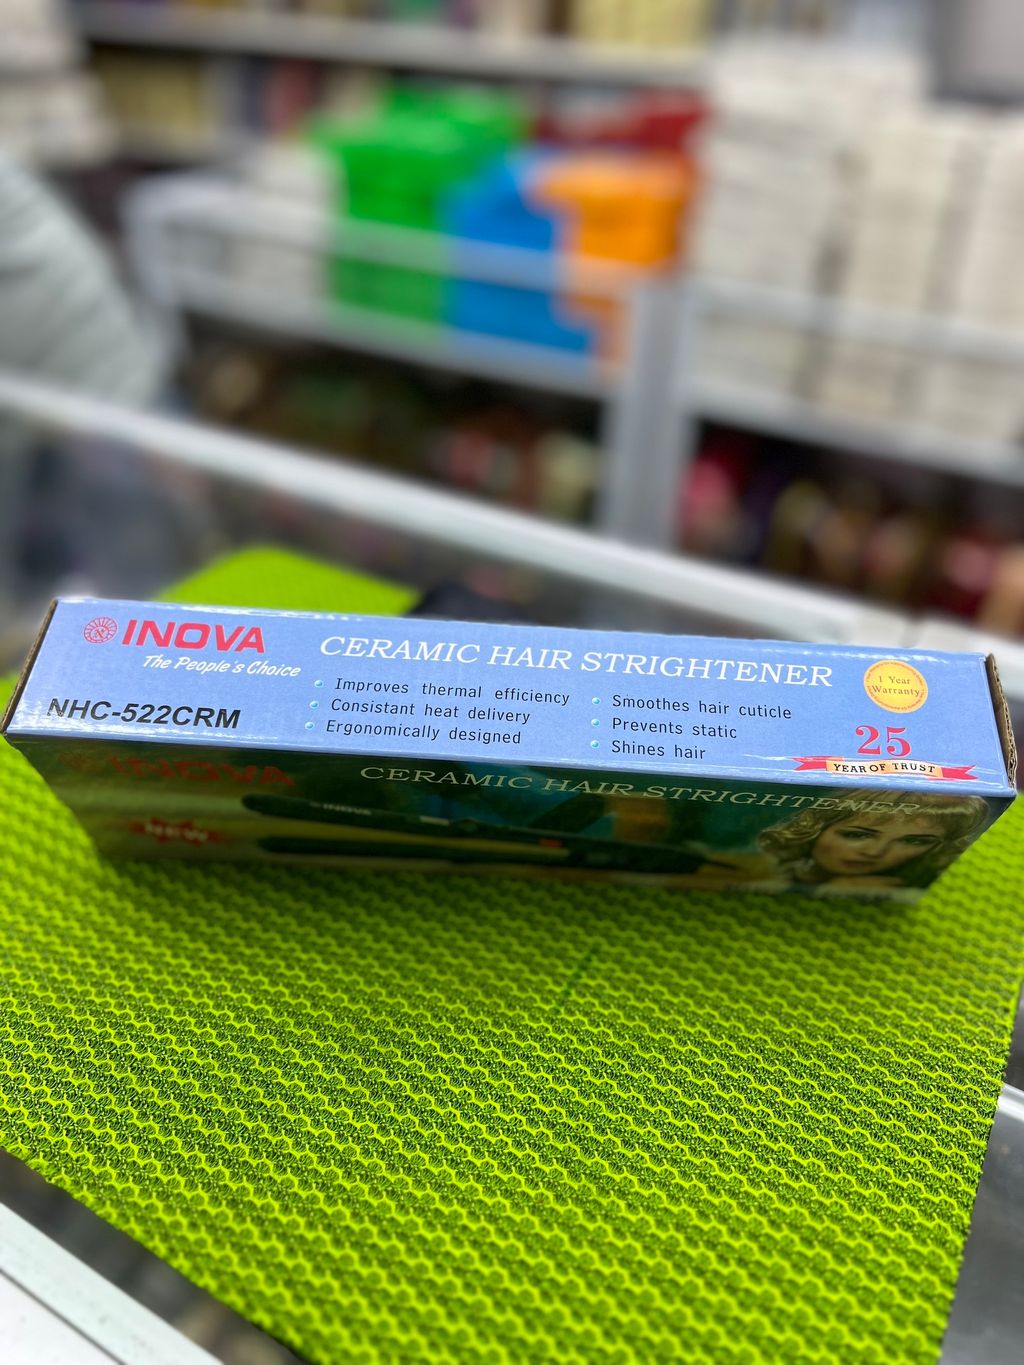 INOVA
The People's Choice
NHC-522CRM
CERAMIC HAIR STRIGHTENER
Improves thermal efficiency
Consistant heat delivery
Ergonomically designed
Smoothes hair cuticle
Prevents static
Shines hair
1 Year
Warranty
25
YEAR OF TRUST
INOVA
CERAMIC HAIR STRIGHTENER
NEW
INOVA